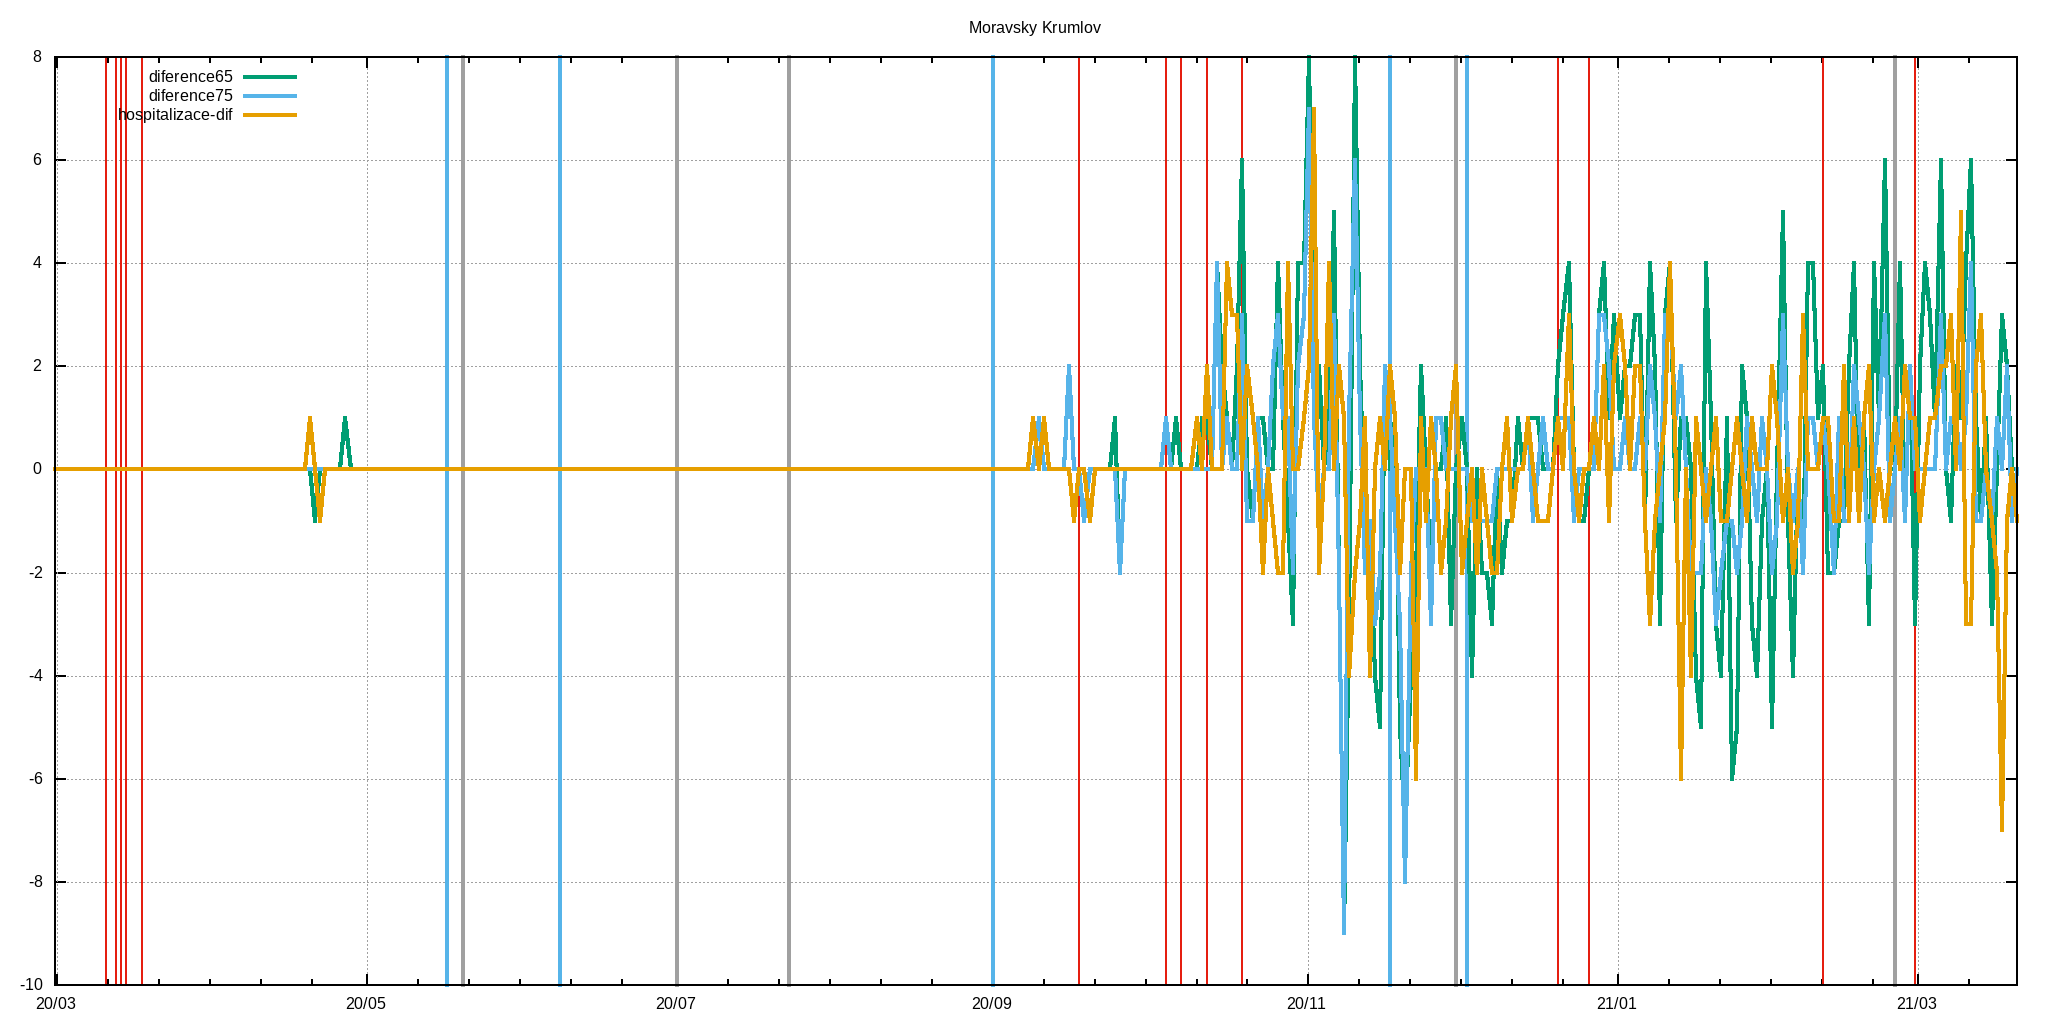 Moravsky Krumlov
8
diference65
diference75
hospitalizace-dif
6
4
2
0
-2
-4
-6
-8
-10
20/03 20/05 20/07 20/09 20/11 21/01 21/03